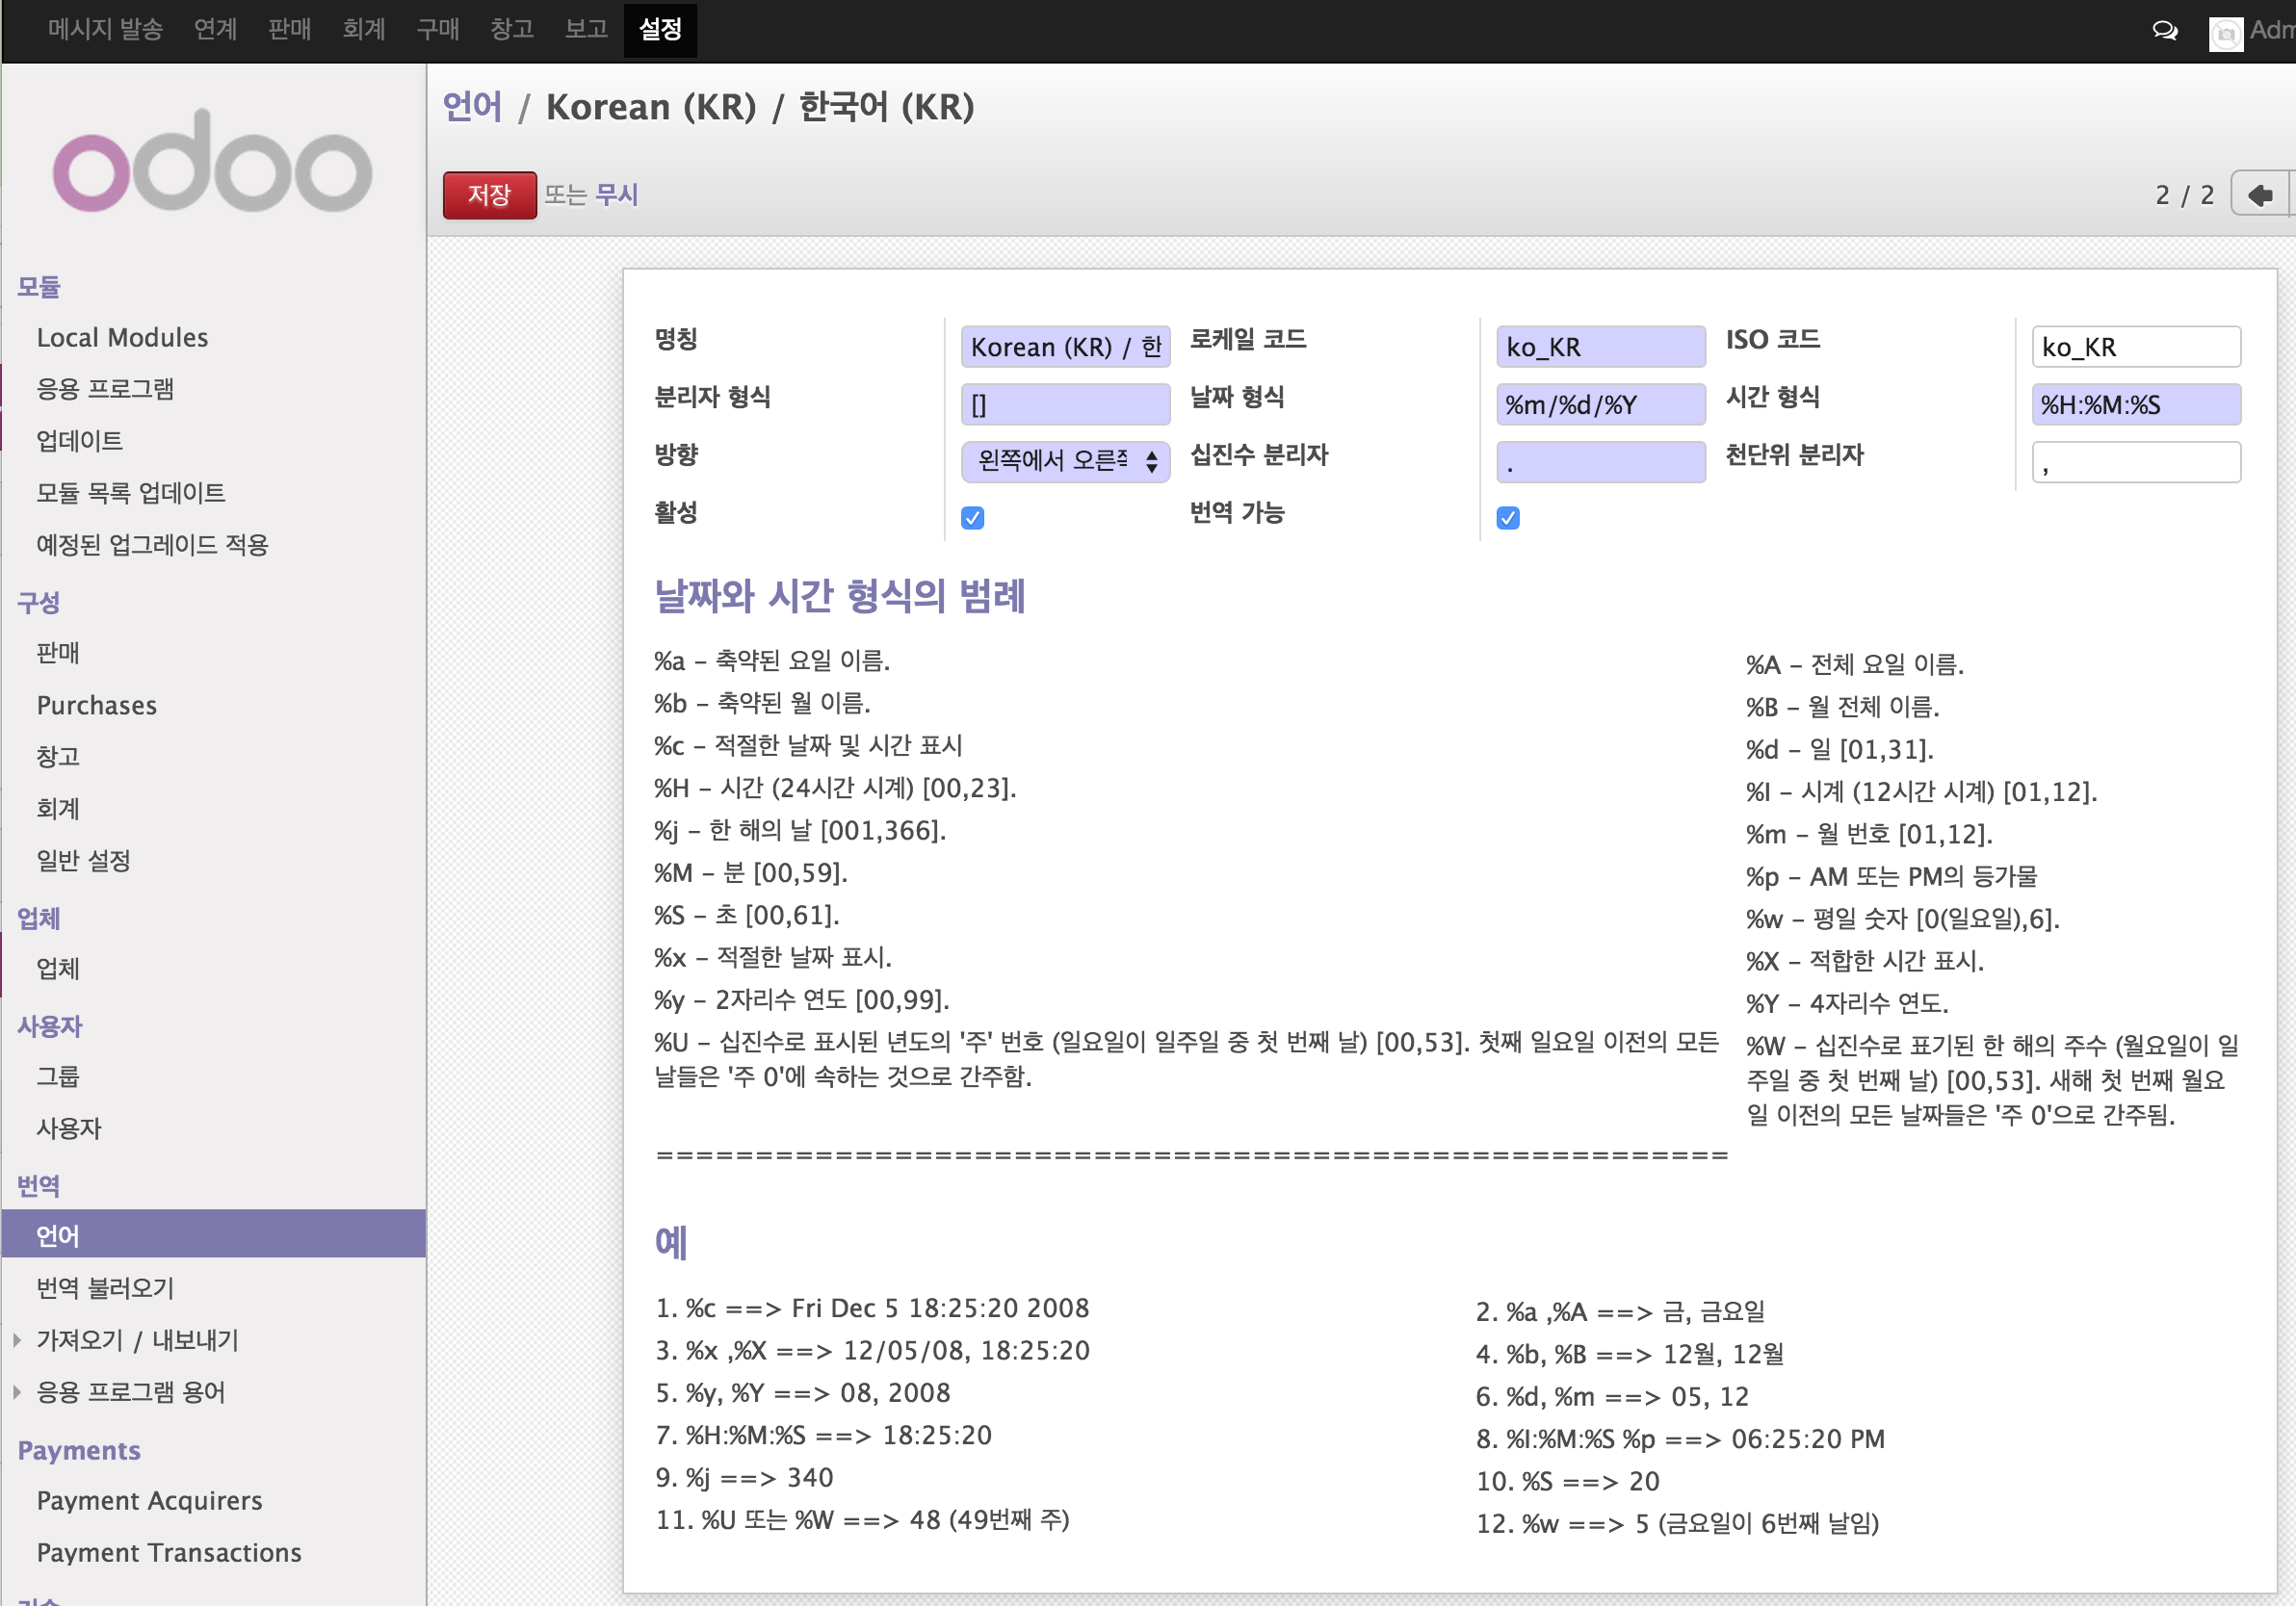 메시지 발송 연계 판매 회계 구매 창고 보고 설정 Adm
odoo
언어 / Korean (KR) / 한국어 (KR)
저장 또는 무시
2 / 2
모듈
Local Modules
응용 프로그램
업데이트
모듈 목록 업데이트
예정된 업그레이드 적용
구성
판매
Purchases
창고
회계
일반 설정
업체
업체
사용자
그룹
사용자
번역
언어
번역 불러오기
가져오기 / 내보내기
응용 프로그램 용어
Payments
Payment Acquirers
Payment Transactions
명칭 Korean (KR) / 한 로케일 코드 ko_KR ISO 코드 ko_KR
분리자 형식 [] 날짜 형식 %m/%d/%Y 시간 형식 %H:%M:%S
방향 왼쪽에서 오른쪽 십진수 분리자 . 천단위 분리자 ,
활성 번역 가능
날짜와 시간 형식의 범례
%a - 축약된 요일 이름.
%b - 축약된 월 이름.
%c - 적절한 날짜 및 시간 표시
%H - 시간 (24시간 시계) [00,23].
%j - 한 해의 날 [001,366].
%M - 분 [00,59].
%S - 초 [00,61].
%x - 적절한 날짜 표시.
%y - 2자리수 연도 [00,99].
%U - 십진수로 표시된 년도의 '주' 번호 (일요일이 일주일 중 첫 번째 날) [00,53]. 첫째 일요일 이전의 모든
날들은 '주 0'에 속하는 것으로 간주함.
%A - 전체 요일 이름.
%B - 월 전체 이름.
%d - 일 [01,31].
%I - 시계 (12시간 시계) [01,12].
%m - 월 번호 [01,12].
%p - AM 또는 PM의 등가물
%w - 평일 숫자 [0(일요일),6].
%X - 적합한 시간 표시.
%Y - 4자리수 연도.
%W - 십진수로 표기된 한 해의 주수 (월요일이 일
주일 중 첫 번째 날) [00,53]. 새해 첫 번째 월요
일 이전의 모든 날짜들은 '주 0'으로 간주됨.
======================================================
예
1. %c ==> Fri Dec 5 18:25:20 2008
2. %a ,%A ==> 금, 금요일
3. %x ,%X ==> 12/05/08, 18:25:20
4. %b, %B ==> 12월, 12월
5. %y, %Y ==> 08, 2008
6. %d, %m ==> 05, 12
7. %H:%M:%S ==> 18:25:20
8. %I:%M:%S %p ==> 06:25:20 PM
9. %j ==> 340
10. %S ==> 20
11. %U 또는 %W ==> 48 (49번째 주)
12. %w ==> 5 (금요일이 6번째 날임)